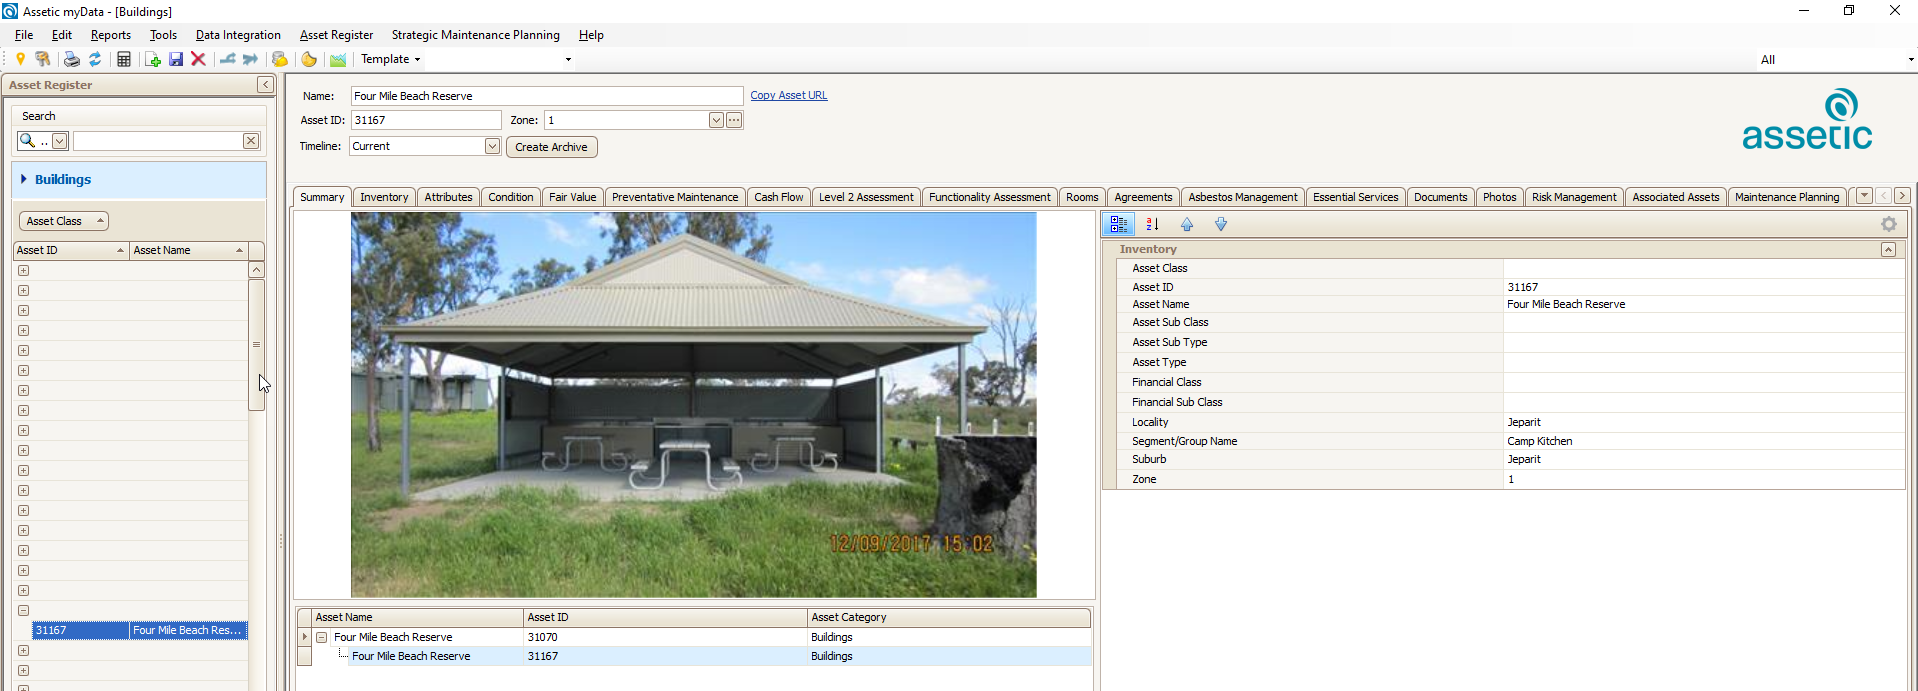 Assetic myData - [Buildings]
File Edit Reports Tools Data Integration Asset Register Strategic Maintenance Planning Help
Template All
Asset Register
Search
..
Buildings
Asset Class
Asset ID Asset Name
31167 Four Mile Beach Res...
Name: Four Mile Beach Reserve Copy Asset URL
Asset ID: 31167 Zone: 1
Timeline: Current Create Archive
assetic
Summary Inventory Attributes Condition Fair Value Preventative Maintenance Cash Flow Level 2 Assessment Functionality Assessment Rooms Agreements Asbestos Management Essential Services Documents Photos Risk Management Associated Assets Maintenance Planning
12/09/2017 15:02
Asset Name Asset ID Asset Category
Four Mile Beach Reserve 31070 Buildings
Four Mile Beach Reserve 31167 Buildings
Inventory
Asset Class
Asset ID 31167
Asset Name Four Mile Beach Reserve
Asset Sub Class
Asset Sub Type
Asset Type
Financial Class
Financial Sub Class
Locality Jeparit
Segment/Group Name Camp Kitchen
Suburb Jeparit
Zone 1